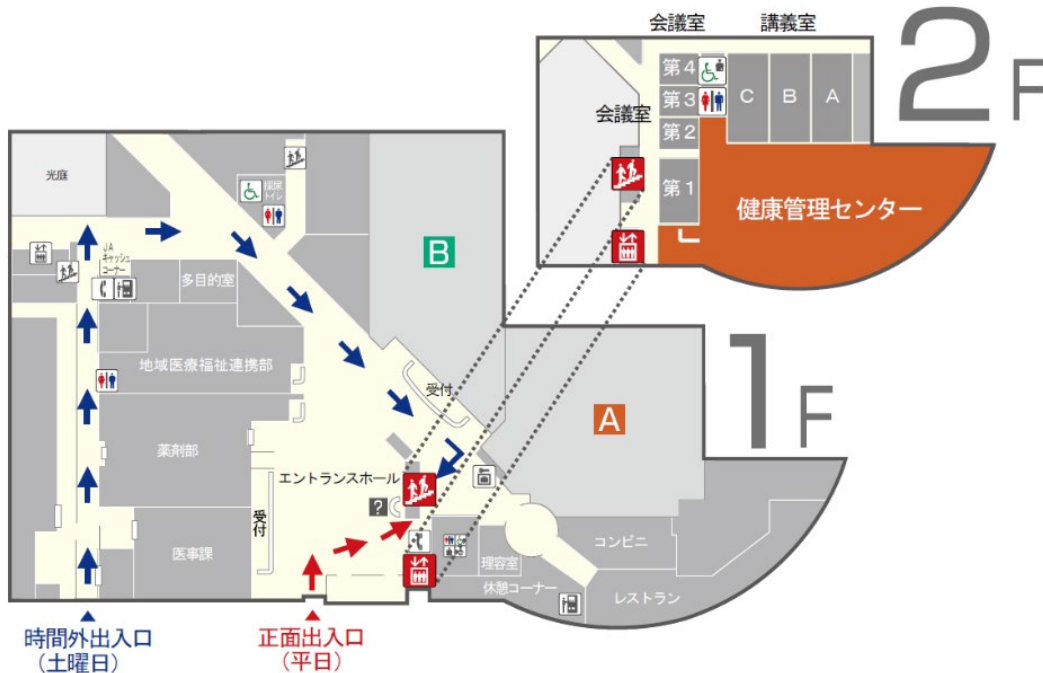 会議室
講義室
2F
第4
第3
第2
第1
C
B
A
会議室
健康管理センター
光庭
採尿
トイレ
JA
キャッシュ
コーナー
多目的室
B
地域医療福祉連携部
受付
1F
A
薬剤部
エントランスホール
?
受付
医事課
コンビニ
理容室
休憩コーナー
レストラン
時間外出入口
(土曜日)
正面出入口
(平日)